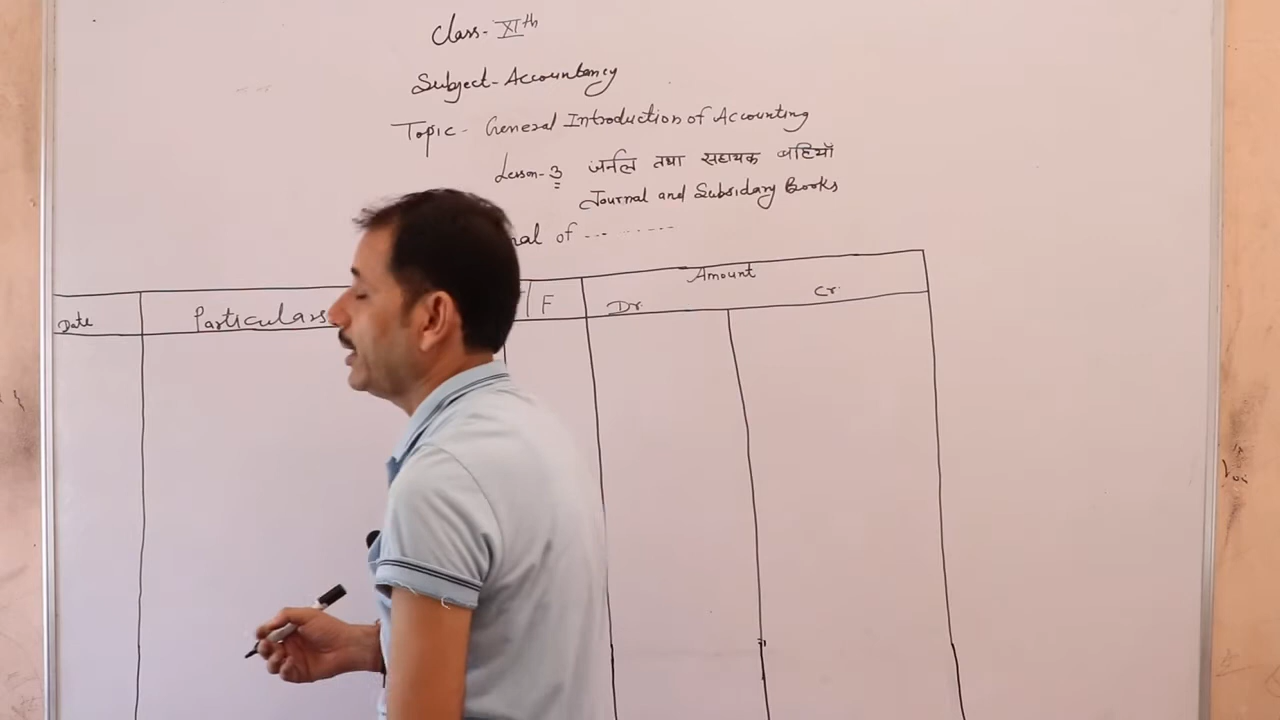 Class- XIth
Subject- Accountancy
Topic- General Introduction of Accounting
Lesson-3 जर्नल तथा सहायक बहियाँ
Journal and Subsidary Books
nal of ----------
Date Particulars F Amount
Dr. Cr.